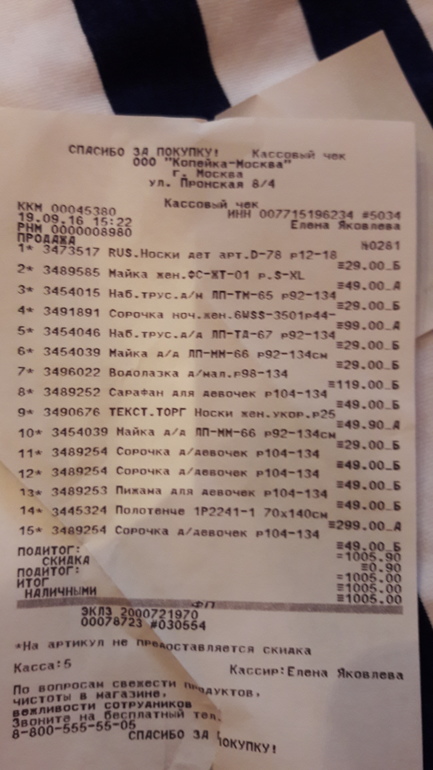 СПАСИБО ЗА ПОКУПКУ! Кассовый чек
ООО "Копейка-Москва"
г. Москва
ул. Пронская 8/4
Кассовый чек
ККМ 00045380 ИНН 007715196234 #5034
19.09.16 15:22 Елена Яковлева
РНМ 0000008980
ПРОДАЖА №0281
1* 3473517 RUS.Носки дет арт.D-78 р12-18
≡29.00_Б
2* 3489585 Майка жен.ФС-ЖТ-01 р.S-XL
≡49.00_А
3* 3454015 Наб.трус.д/м ЛП-ТМ-65 р92-134
≡29.00_Б
4* 3491891 Сорочка ноч.жен.6WSS-3501р44-
≡99.00_А
5* 3454046 Наб.трус.д/д ЛП-ТД-67 р92-134
≡29.00_Б
6* 3454039 Майка д/д ЛП-ММ-66 р92-134см
≡29.00_Б
7* 3496022 Водолазка д/мал.р98-134
≡119.00_Б
8* 3489252 Сарафан для девочек р104-134
≡49.00_Б
9* 3490676 ТЕКСТ.ТОРГ Носки жен.укор.р25
≡49.90_А
10* 3454039 Майка д/д ЛП-ММ-66 р92-134см
≡29.00_Б
11* 3489254 Сорочка д/девочек р104-134
≡49.00_Б
12* 3489254 Сорочка д/девочек р104-134
≡49.00_Б
13* 3489253 Пижама для девочек р104-134
≡49.00_Б
14* 3445324 Полотенце 1Р2241-1 70х140см
≡299.00_А
15* 3489254 Сорочка д/девочек р104-134
≡49.00_Б
ПОДИТОГ: =1005.90
СКИДКА ≡0.90
ПОДИТОГ: =1005.00
ИТОГ ≡1005.00
НАЛИЧНЫМИ ≡1005.00
ФП
ЭКЛЗ 2000721970
00078723 #030554
*На артикул не предоставляется скидка
Касса:5 Кассир:Елена Яковлева
По вопросам свежести продуктов,
чистоты в магазине,
вежливости сотрудников
Звоните на бесплатный тел.
8-800-555-55-05
СПАСИБО ЗА ПОКУПКУ!